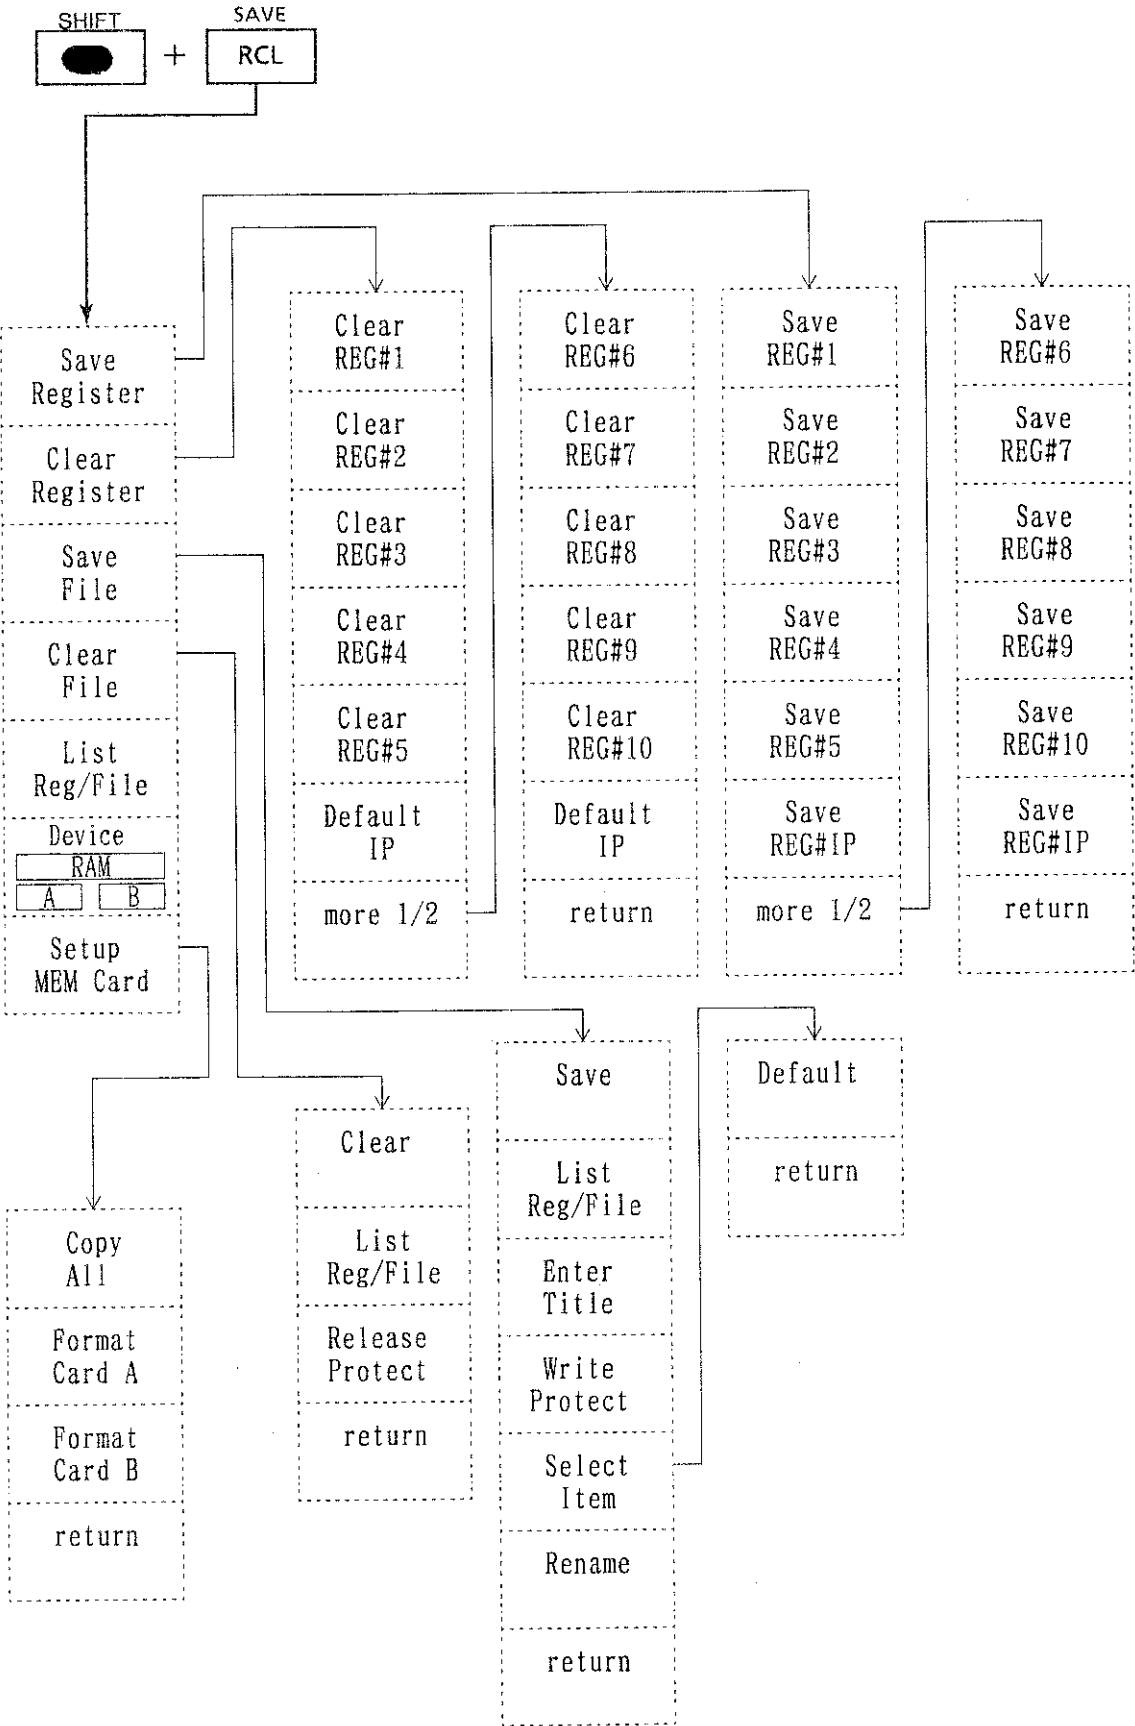 SHIFT
+
SAVE
RCL
Save
Register
Clear
Register
Save
File
Clear
File
List
Reg/File
Device
RAM
A
B
Setup
MEM Card
Clear
REG#1
Clear
REG#2
Clear
REG#3
Clear
REG#4
Clear
REG#5
Default
IP
more 1/2
Clear
REG#6
Clear
REG#7
Clear
REG#8
Clear
REG#9
Clear
REG#10
Default
IP
return
Save
REG#1
Save
REG#2
Save
REG#3
Save
REG#4
Save
REG#5
Save
REG#IP
more 1/2
Save
REG#6
Save
REG#7
Save
REG#8
Save
REG#9
Save
REG#10
Save
REG#IP
return
Copy
All
Format
Card A
Format
Card B
return
Clear
List
Reg/File
Release
Protect
return
Save
List
Reg/File
Enter
Title
Write
Protect
Select
Item
Rename
return
Default
return